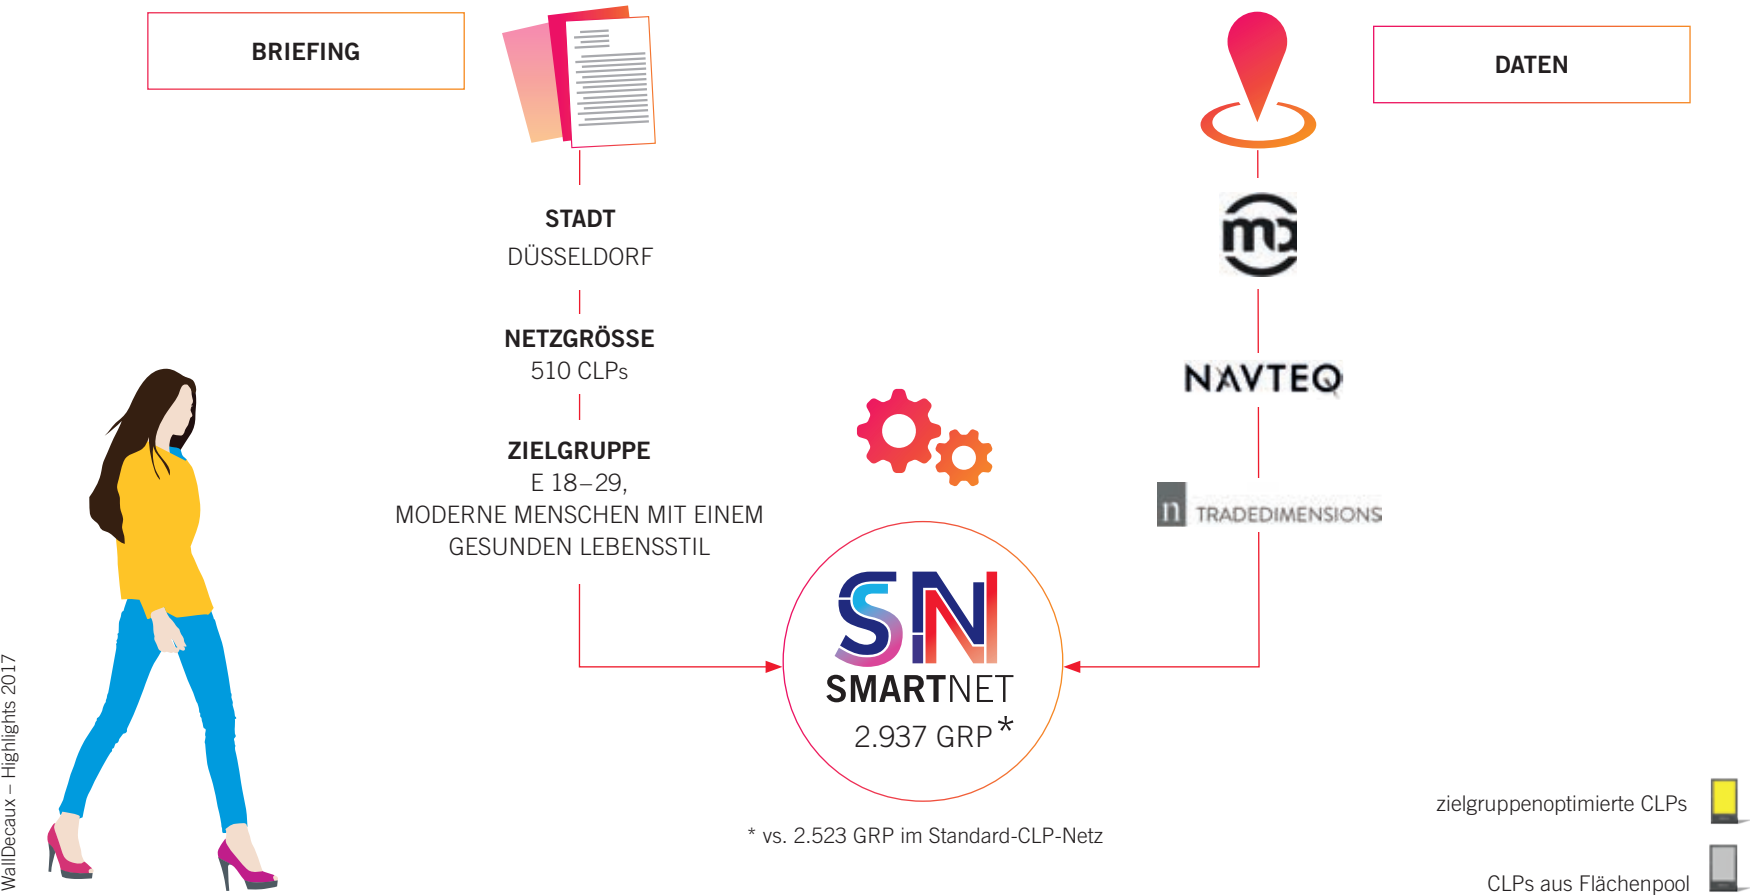 BRIEFING
STADT
DÜSSELDORF
NETZGRÖSSE
510 CLPs
ZIELGRUPPE
E 18–29,
MODERNE MENSCHEN MIT EINEM
GESUNDEN LEBENSSTIL
DATEN
ma
NAVTEQ
n TRADEDIMENSIONS
SN
SMARTNET
2.937 GRP*
* vs. 2.523 GRP im Standard-CLP-Netz
zielgruppenoptimierte CLPs
CLPs aus Flächenpool
WallDecaux – Highlights 2017